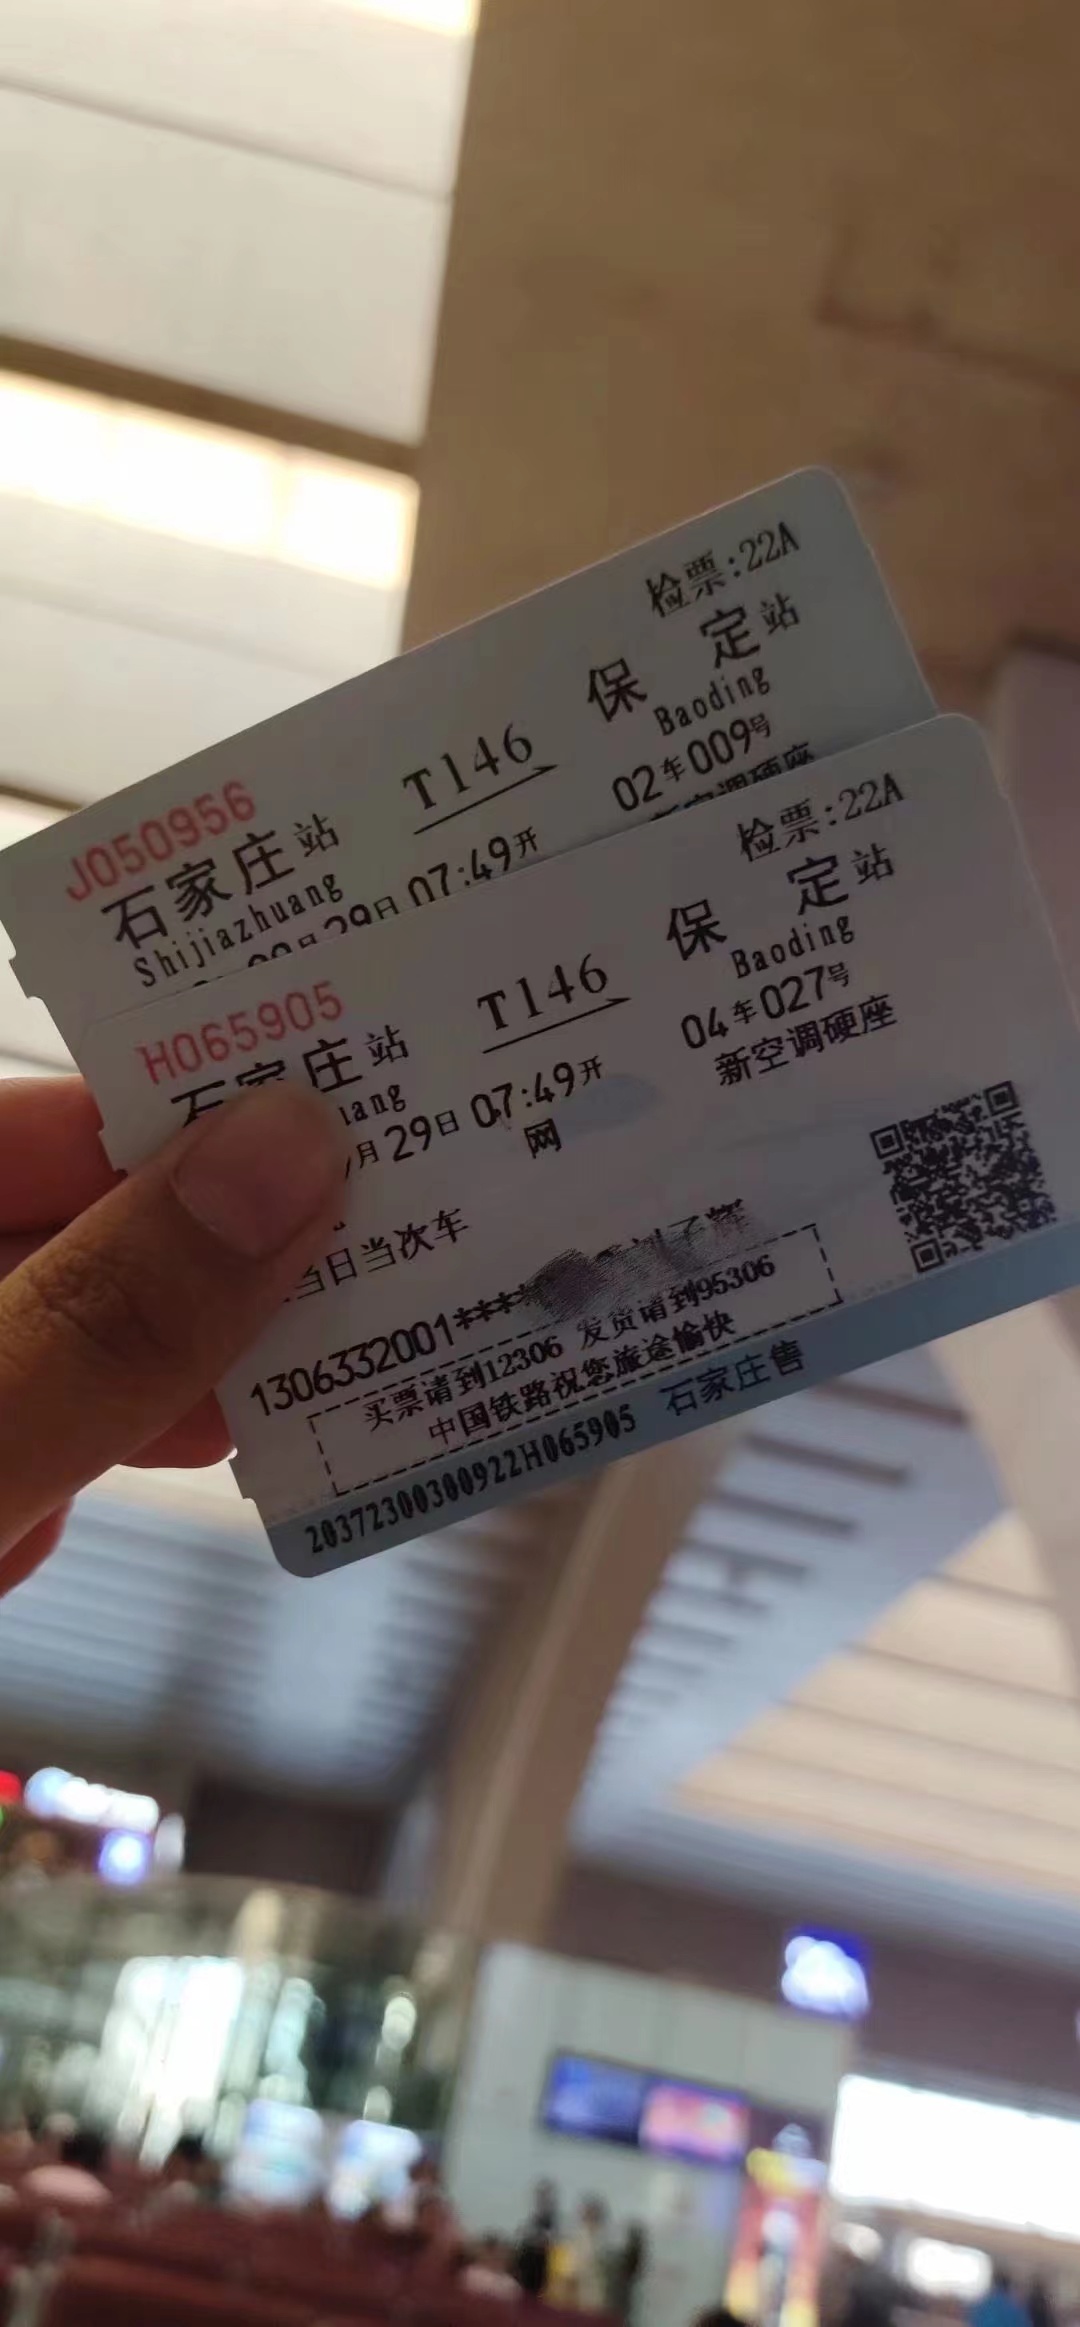 J050956
检票:22A
石家庄站
T146
保定站
Shijiazhuang
Baoding
29日 07:49开
02车009号
H065905
检票:22A
石家庄站
T146
保定站
uang
Baoding
月29日 07:49开
04车027号
网
新空调硬座
当日当次车
1306332001****
买票请到12306 发货请到95306
中国铁路祝您旅途愉快
20372300300922H065905 石家庄售